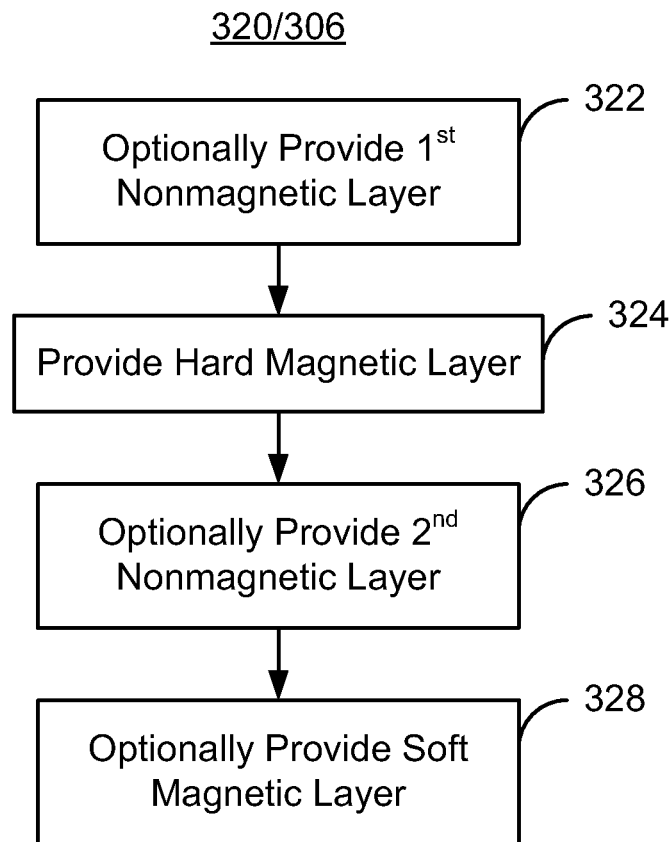 320/306
322
Optionally Provide 1st
Nonmagnetic Layer
324
Provide Hard Magnetic Layer
326
Optionally Provide 2nd
Nonmagnetic Layer
328
Optionally Provide Soft
Magnetic Layer